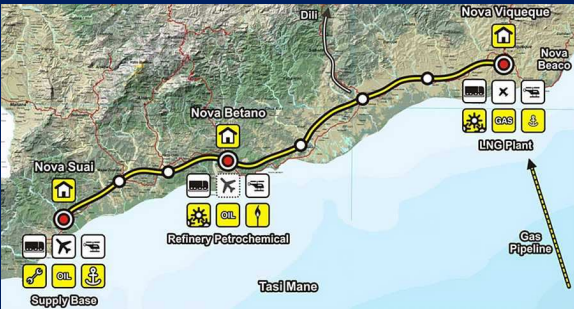 Nova Viqueque
Dili
Nova
Beaco
Nova Betano
GAS
LNG Plant
Nova Suai
OIL
Refinery Petrochemical
Gas
Pipeline
OIL
Tasi Mane
Supply Base